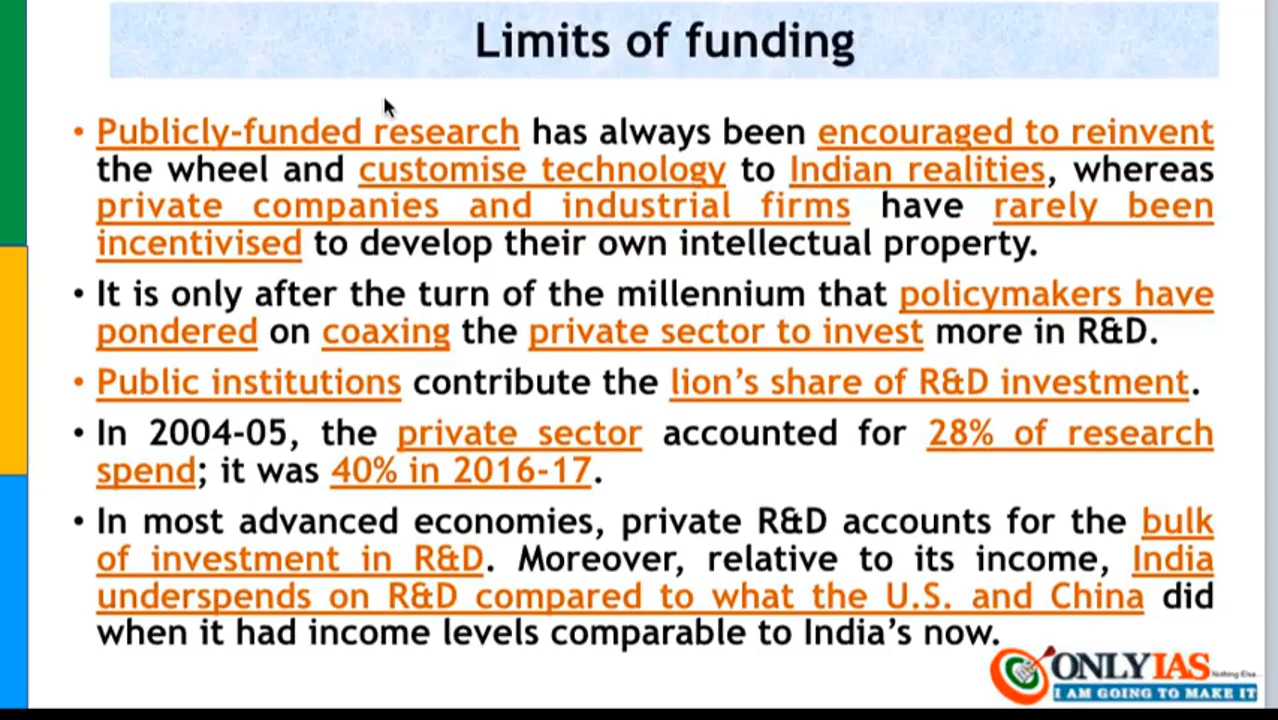 Limits of funding
• Publicly-funded research has always been encouraged to reinvent
the wheel and customise technology to Indian realities, whereas
private companies and industrial firms have rarely been
incentivised to develop their own intellectual property.
• It is only after the turn of the millennium that policymakers have
pondered on coaxing the private sector to invest more in R&D.
• Public institutions contribute the lion's share of R&D investment.
• In 2004-05, the private sector accounted for 28% of research
spend; it was 40% in 2016-17.
• In most advanced economies, private R&D accounts for the bulk
of investment in R&D. Moreover, relative to its income, India
underspends on R&D compared to what the U.S. and China did
when it had income levels comparable to India's now.
ONLYIAS
Nothing Else...
I AM GOING TO MAKE IT